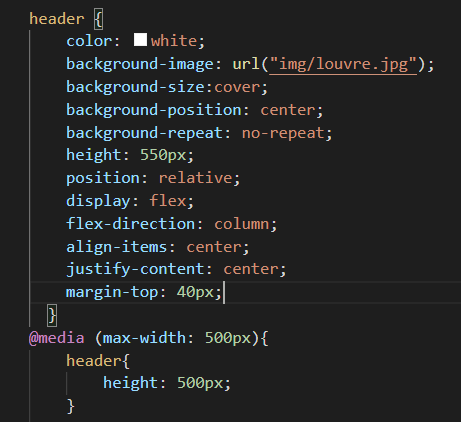 header {
color: white;
background-image: url("img/louvre.jpg");
background-size:cover;
background-position: center;
background-repeat: no-repeat;
height: 550px;
position: relative;
display: flex;
flex-direction: column;
align-items: center;
justify-content: center;
margin-top: 40px;
}
@media (max-width: 500px){
header{
height: 500px;
}